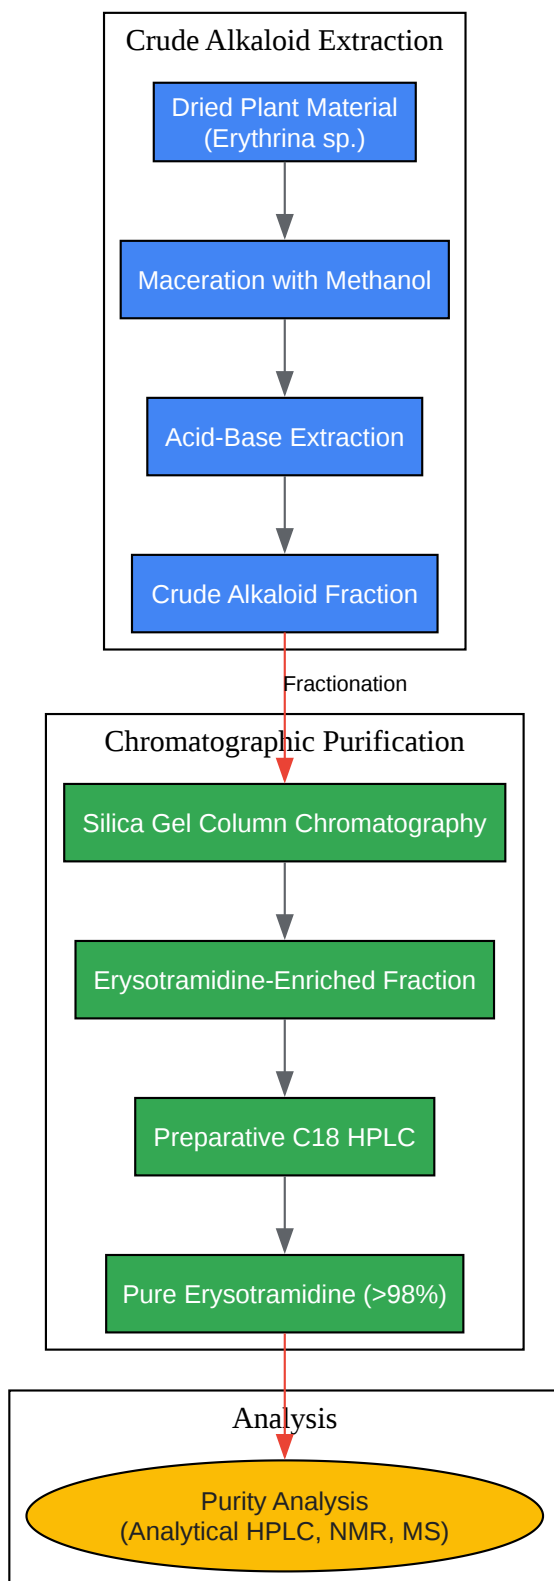 Crude Alkaloid Extraction
Dried Plant Material
(Erythrina sp.)
Maceration with Methanol
Acid-Base Extraction
Crude Alkaloid Fraction
Fractionation
Chromatographic Purification
Silica Gel Column Chromatography
Erysotramidine-Enriched Fraction
Preparative C18 HPLC
Pure Erysotramidine (>98%)
Analysis
Purity Analysis
(Analytical HPLC, NMR, MS)